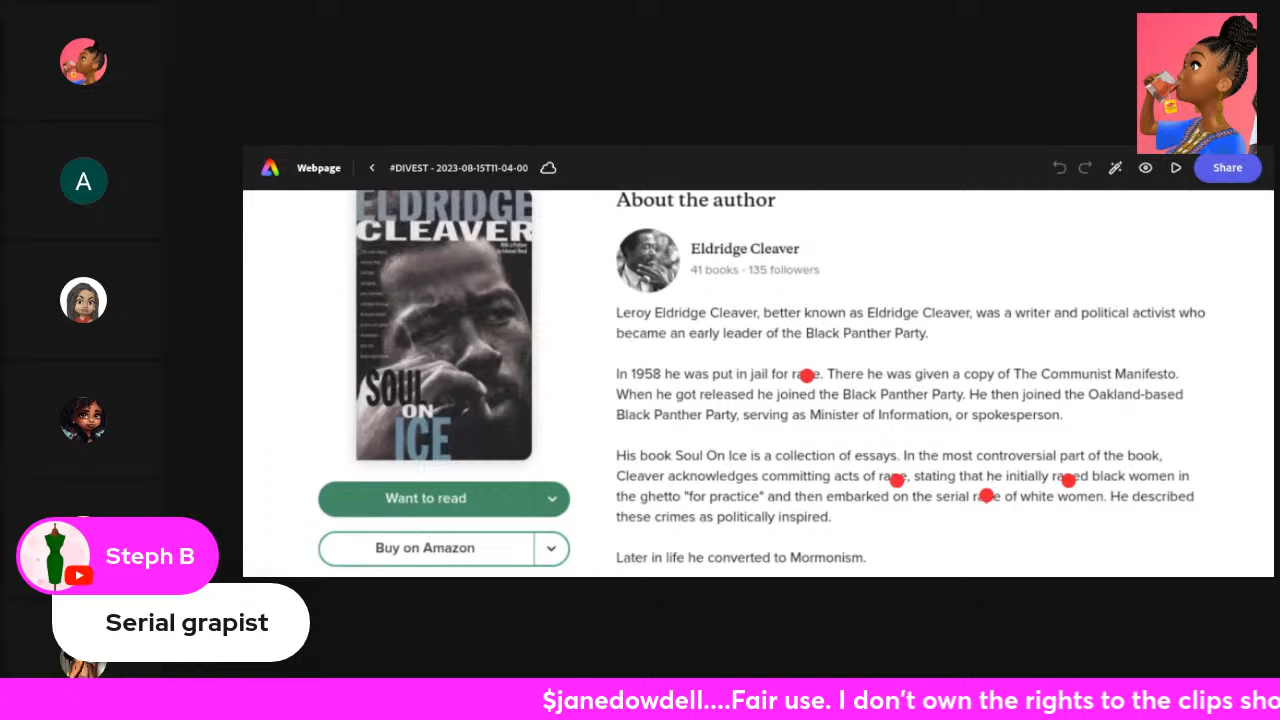 A
Webpage
#DIVEST - 2023-08-15T11-04-00
Share
ELDRIDGE
CLEAVER
SOUL
ON
ICE
Want to read
Buy on Amazon
About the author
Eldridge Cleaver
41 books · 135 followers
Leroy Eldridge Cleaver, better known as Eldridge Cleaver, was a writer and political activist who
became an early leader of the Black Panther Party.
In 1958 he was put in jail for ra e. There he was given a copy of The Communist Manifesto.
When he got released he joined the Black Panther Party. He then joined the Oakland-based
Black Panther Party, serving as Minister of Information, or spokesperson.
His book Soul On Ice is a collection of essays. In the most controversial part of the book,
Cleaver acknowledges committing acts of ra e, stating that he initially ra ed black women in
the ghetto "for practice" and then embarked on the serial ra e of white women. He described
these crimes as politically inspired.
Later in life he converted to Mormonism.
Steph B
Serial grapist
$janedowdell....Fair use. I don't own the rights to the clips sho